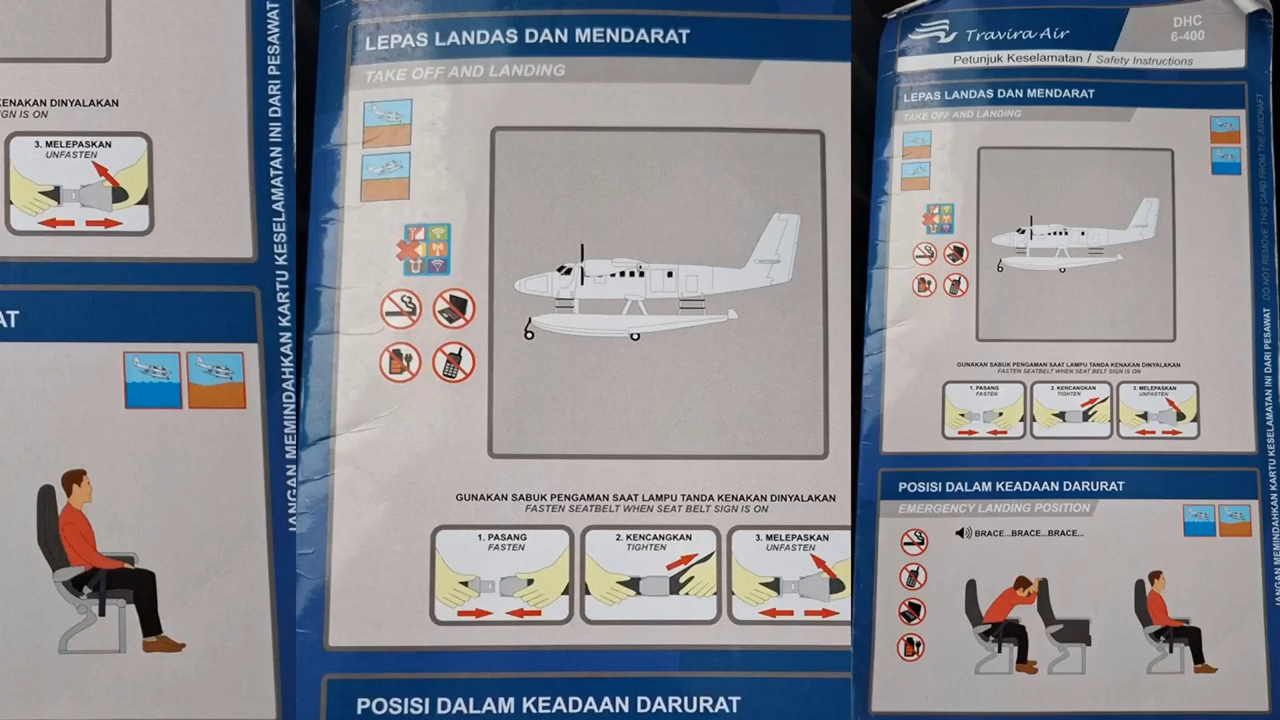 KENAKAN DINYALAKAN
IGN IS ON
3. MELEPASKAN
UNFASTEN
AT
JANGAN MEMINDAHKAN KARTU KESELAMATAN INI DARI PESAWAT
LEPAS LANDAS DAN MENDARAT
TAKE OFF AND LANDING
GUNAKAN SABUK PENGAMAN SAAT LAMPU TANDA KENAKAN DINYALAKAN
FASTEN SEATBELT WHEN SEAT BELT SIGN IS ON
1. PASANG
FASTEN
2. KENCANGKAN
TIGHTEN
3. MELEPASKAN
UNFASTEN
POSISI DALAM KEADAAN DARURAT
Travira Air
DHC
6-400
Petunjuk Keselamatan / Safety Instructions
LEPAS LANDAS DAN MENDARAT
TAKE OFF AND LANDING
GUNAKAN SABUK PENGAMAN SAAT LAMPU TANDA KENAKAN DINYALAKAN
FASTEN SEATBELT WHEN SEAT BELT SIGN IS ON
1. PASANG
FASTEN
2. KENCANGKAN
TIGHTEN
3. MELEPASKAN
UNFASTEN
POSISI DALAM KEADAAN DARURAT
EMERGENCY LANDING POSITION
BRACE...BRACE...BRACE...
JANGAN MEMINDAHKAN KARTU KESELAMATAN INI DARI PESAWAT DO NOT REMOVE THIS CARD FROM THE AIRCRAFT